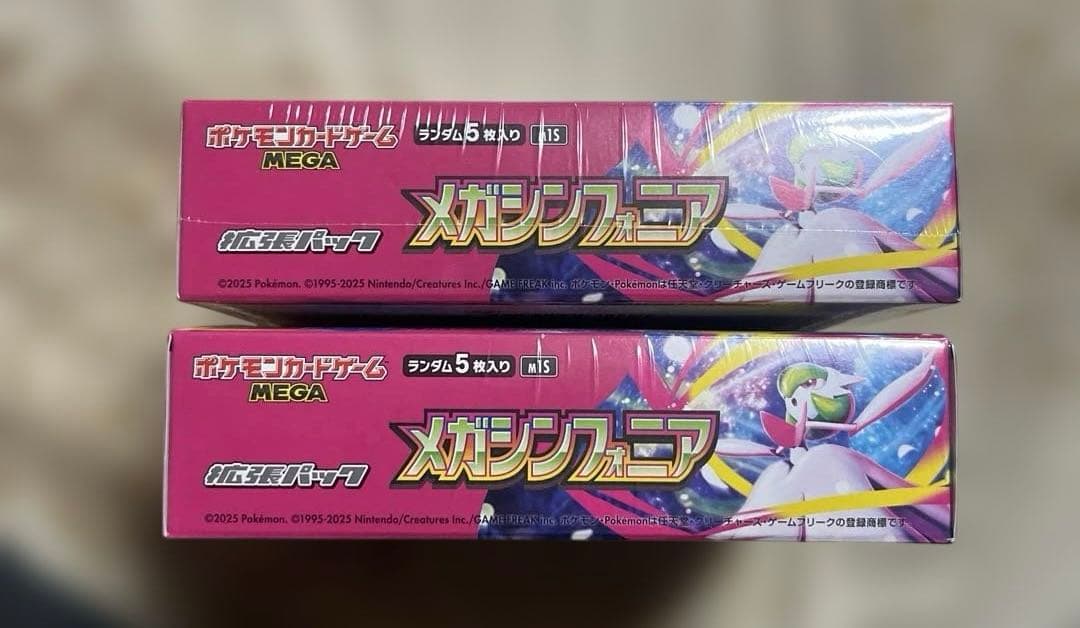 ポケモンカードゲーム
MEGA
ランダム5枚入り M1S
メガシンフォニア
拡張パック
©2025 Pokémon. ©1995-2025 Nintendo/Creatures Inc./GAME FREAK inc. ポケモン・Pokémonは任天堂・クリーチャーズ・ゲームフリークの登録商標です
ポケモンカードゲーム
MEGA
ランダム5枚入り M1S
メガシンフォニア
拡張パック
©2025 Pokémon. ©1995-2025 Nintendo/Creatures Inc./GAME FREAK inc. ポケモン・Pokémonは任天堂・クリーチャーズ・ゲームフリークの登録商標です